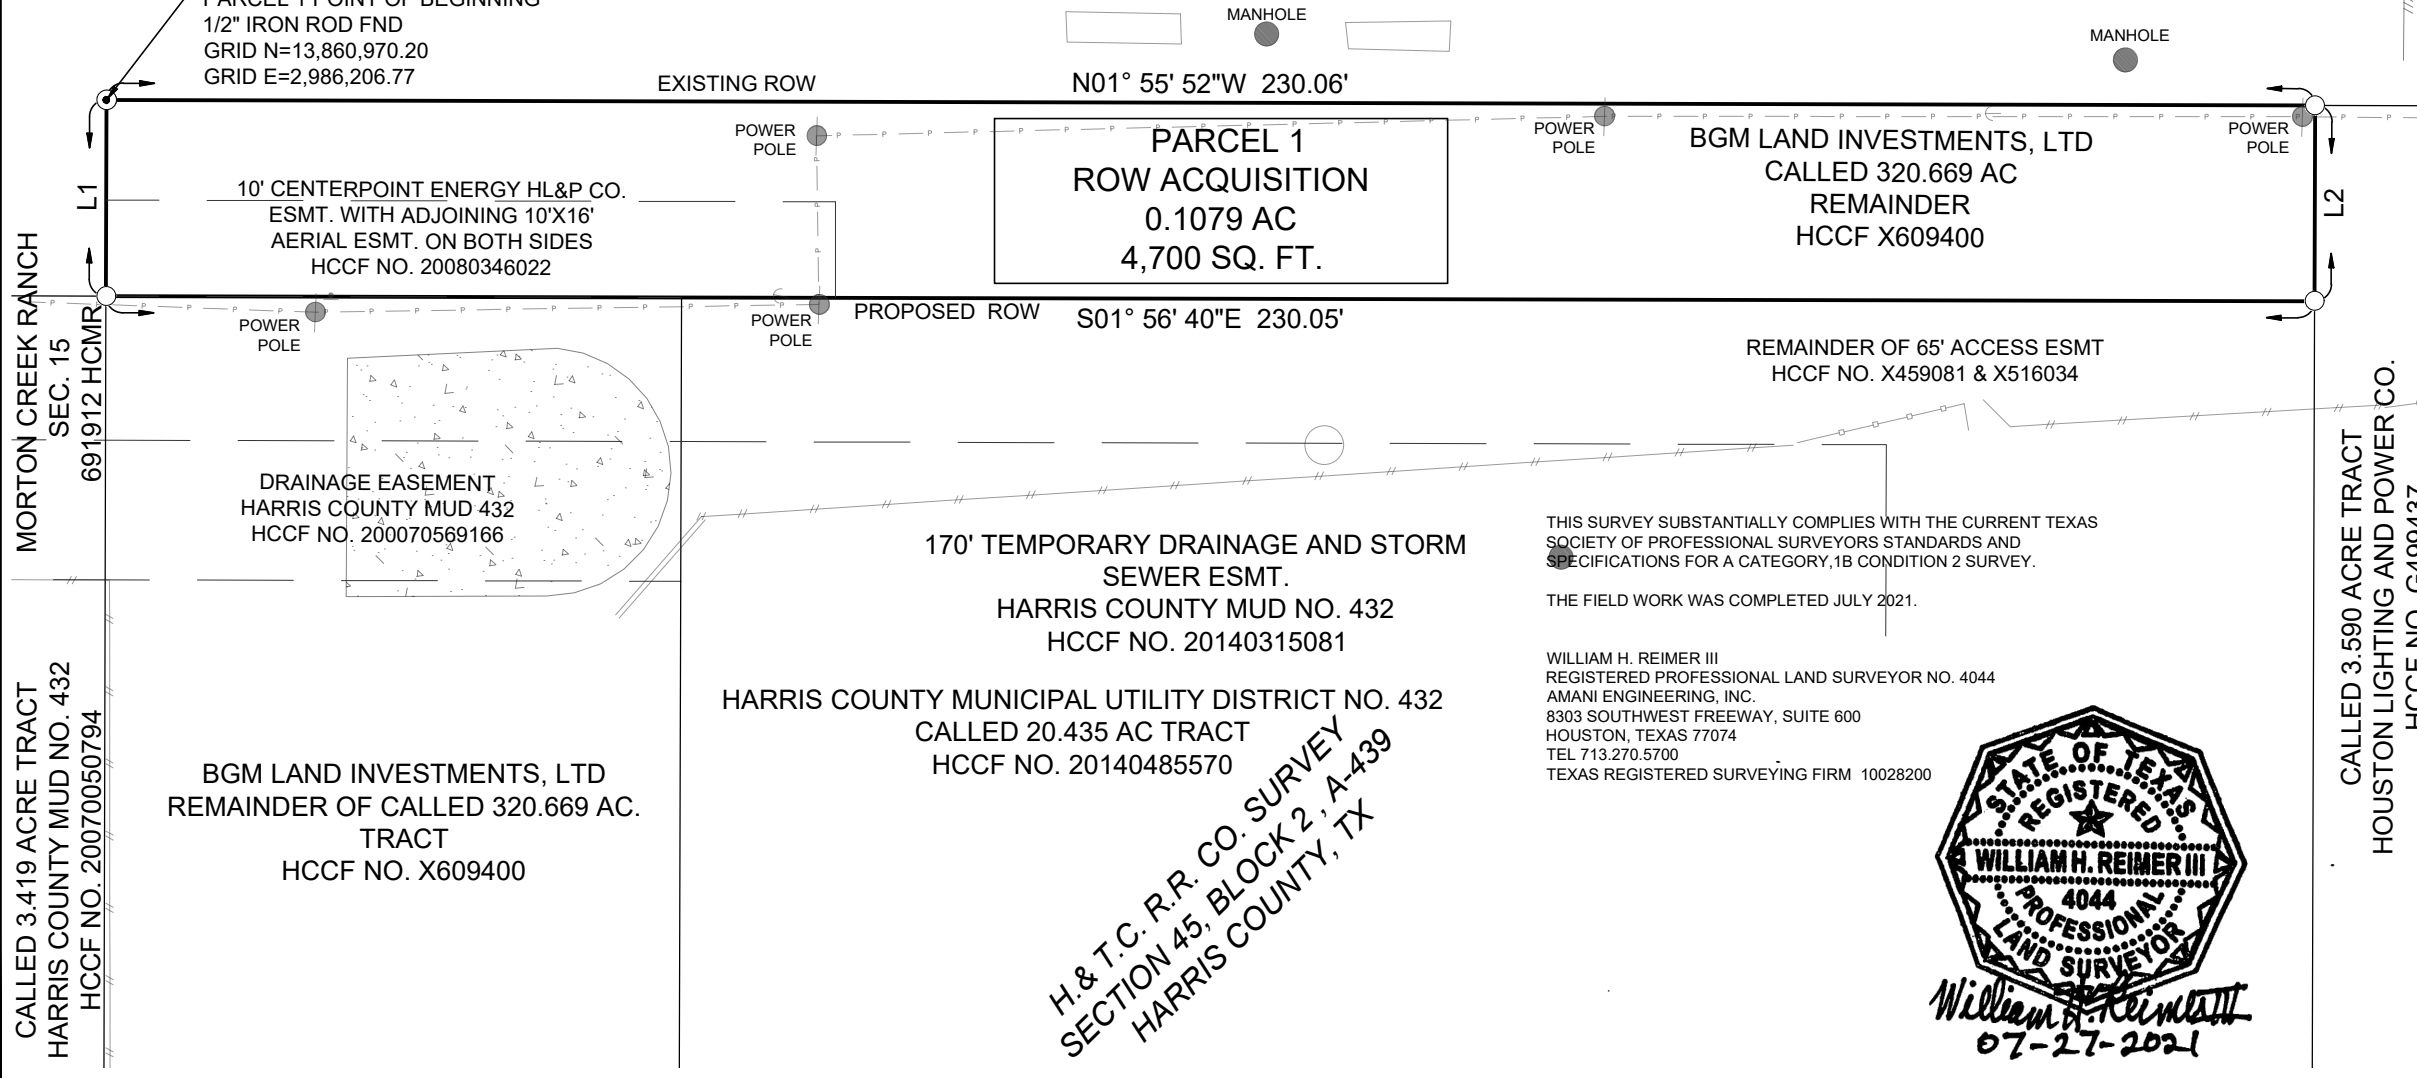 PARCEL 1 POINT OF BEGINNING
1/2" IRON ROD FND
GRID N=13,860,970.20
GRID E=2,986,206.77
MANHOLE
MANHOLE
EXISTING ROW
N01° 55' 52"W 230.06'
POWER
POLE
POWER
POLE
POWER
POLE
L1
10' CENTERPOINT ENERGY HL&P CO.
ESMT. WITH ADJOINING 10'X16'
AERIAL ESMT. ON BOTH SIDES
HCCF NO. 20080346022
PARCEL 1
ROW ACQUISITION
0.1079 AC
4,700 SQ. FT.
BGM LAND INVESTMENTS, LTD
CALLED 320.669 AC
REMAINDER
HCCF X609400
L2
MORTON CREEK RANCH
SEC. 15
691912 HCMR
POWER
POLE
POWER
POLE
PROPOSED ROW
S01° 56' 40"E 230.05'
REMAINDER OF 65' ACCESS ESMT
HCCF NO. X459081 & X516034
DRAINAGE EASEMENT
HARRIS COUNTY MUD 432
HCCF NO. 200070569166
170' TEMPORARY DRAINAGE AND STORM
SEWER ESMT.
HARRIS COUNTY MUD NO. 432
HCCF NO. 20140315081
THIS SURVEY SUBSTANTIALLY COMPLIES WITH THE CURRENT TEXAS
SOCIETY OF PROFESSIONAL SURVEYORS STANDARDS AND
SPECIFICATIONS FOR A CATEGORY,1B CONDITION 2 SURVEY.
THE FIELD WORK WAS COMPLETED JULY 2021.
WILLIAM H. REIMER III
REGISTERED PROFESSIONAL LAND SURVEYOR NO. 4044
AMANI ENGINEERING, INC.
8303 SOUTHWEST FREEWAY, SUITE 600
HOUSTON, TEXAS 77074
TEL 713.270.5700
TEXAS REGISTERED SURVEYING FIRM 10028200
HARRIS COUNTY MUNICIPAL UTILITY DISTRICT NO. 432
CALLED 20.435 AC TRACT
HCCF NO. 20140485570
CALLED 3.419 ACRE TRACT
HARRIS COUNTY MUD NO. 432
HCCF NO. 20070050794
BGM LAND INVESTMENTS, LTD
REMAINDER OF CALLED 320.669 AC.
TRACT
HCCF NO. X609400
H.& T.C. R.R. CO. SURVEY
SECTION 45, BLOCK 2 , A-439
HARRIS COUNTY, TX
CALLED 3.590 ACRE TRACT
HOUSTON LIGHTING AND POWER CO.
HCCF NO. G499437
STATE OF TEXAS
REGISTERED
WILLIAM H. REIMER III
4044
PROFESSIONAL
LAND SURVEYOR
William H. Reimer III
07-27-2021